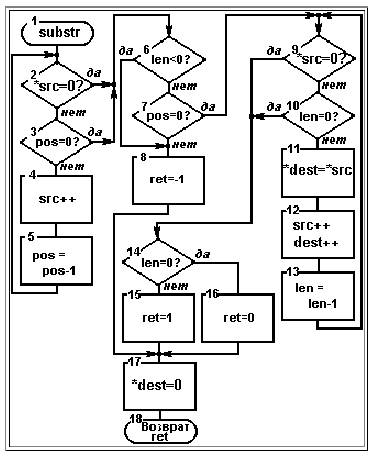 1
substr
2
*src=0?
да
нет
3
pos=0?
да
нет
4
src++
5
pos =
pos-1
6
да
len<0?
нет
7
pos=0?
да
нет
8
ret=-1
9
да
*src=0?
нет
10
да
len=0?
нет
11
*dest=*src
12
src++
dest++
13
len =
len-1
14
len=0?
да
нет
15
ret=1
16
ret=0
17
*dest=0
18
Возврат
ret